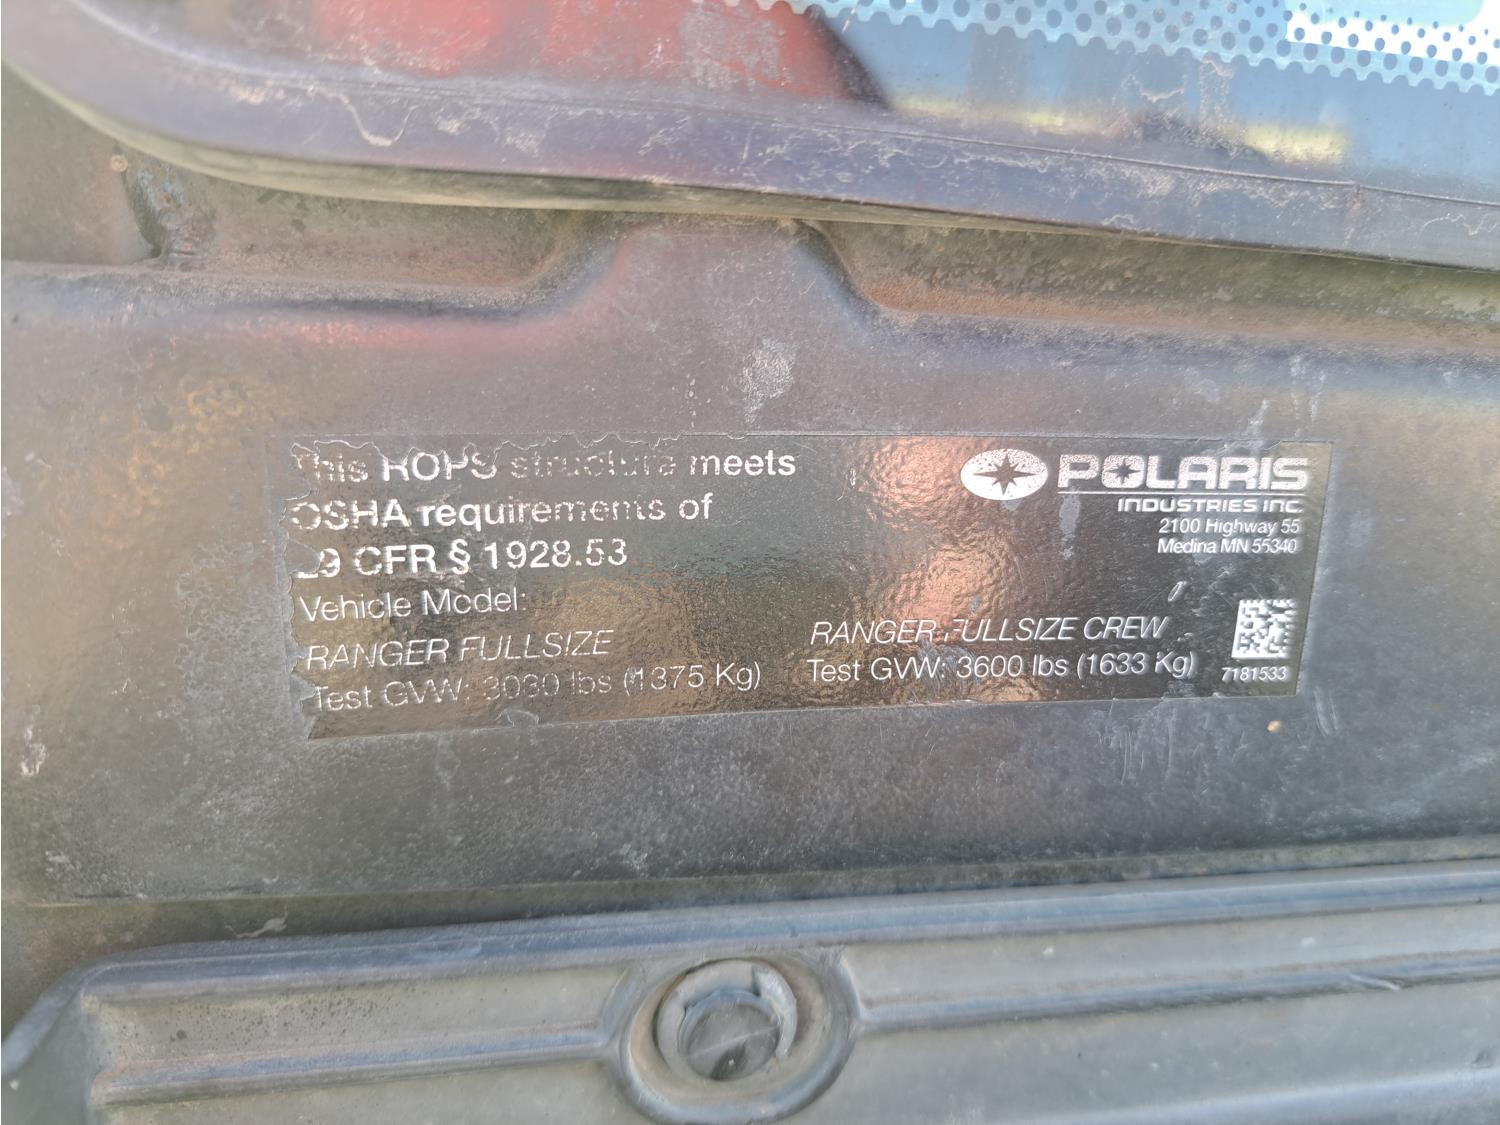 This ROPS structure meets
OSHA requirements of
29 CFR § 1928.53
Vehicle Model:
RANGER FULLSIZE
Test GVW: 3030 lbs (1375 Kg)
POLARIS
INDUSTRIES INC.
2100 Highway 55
Medina MN 55340
RANGER FULLSIZE CREW
Test GVW: 3600 lbs (1633 Kg)
7181533